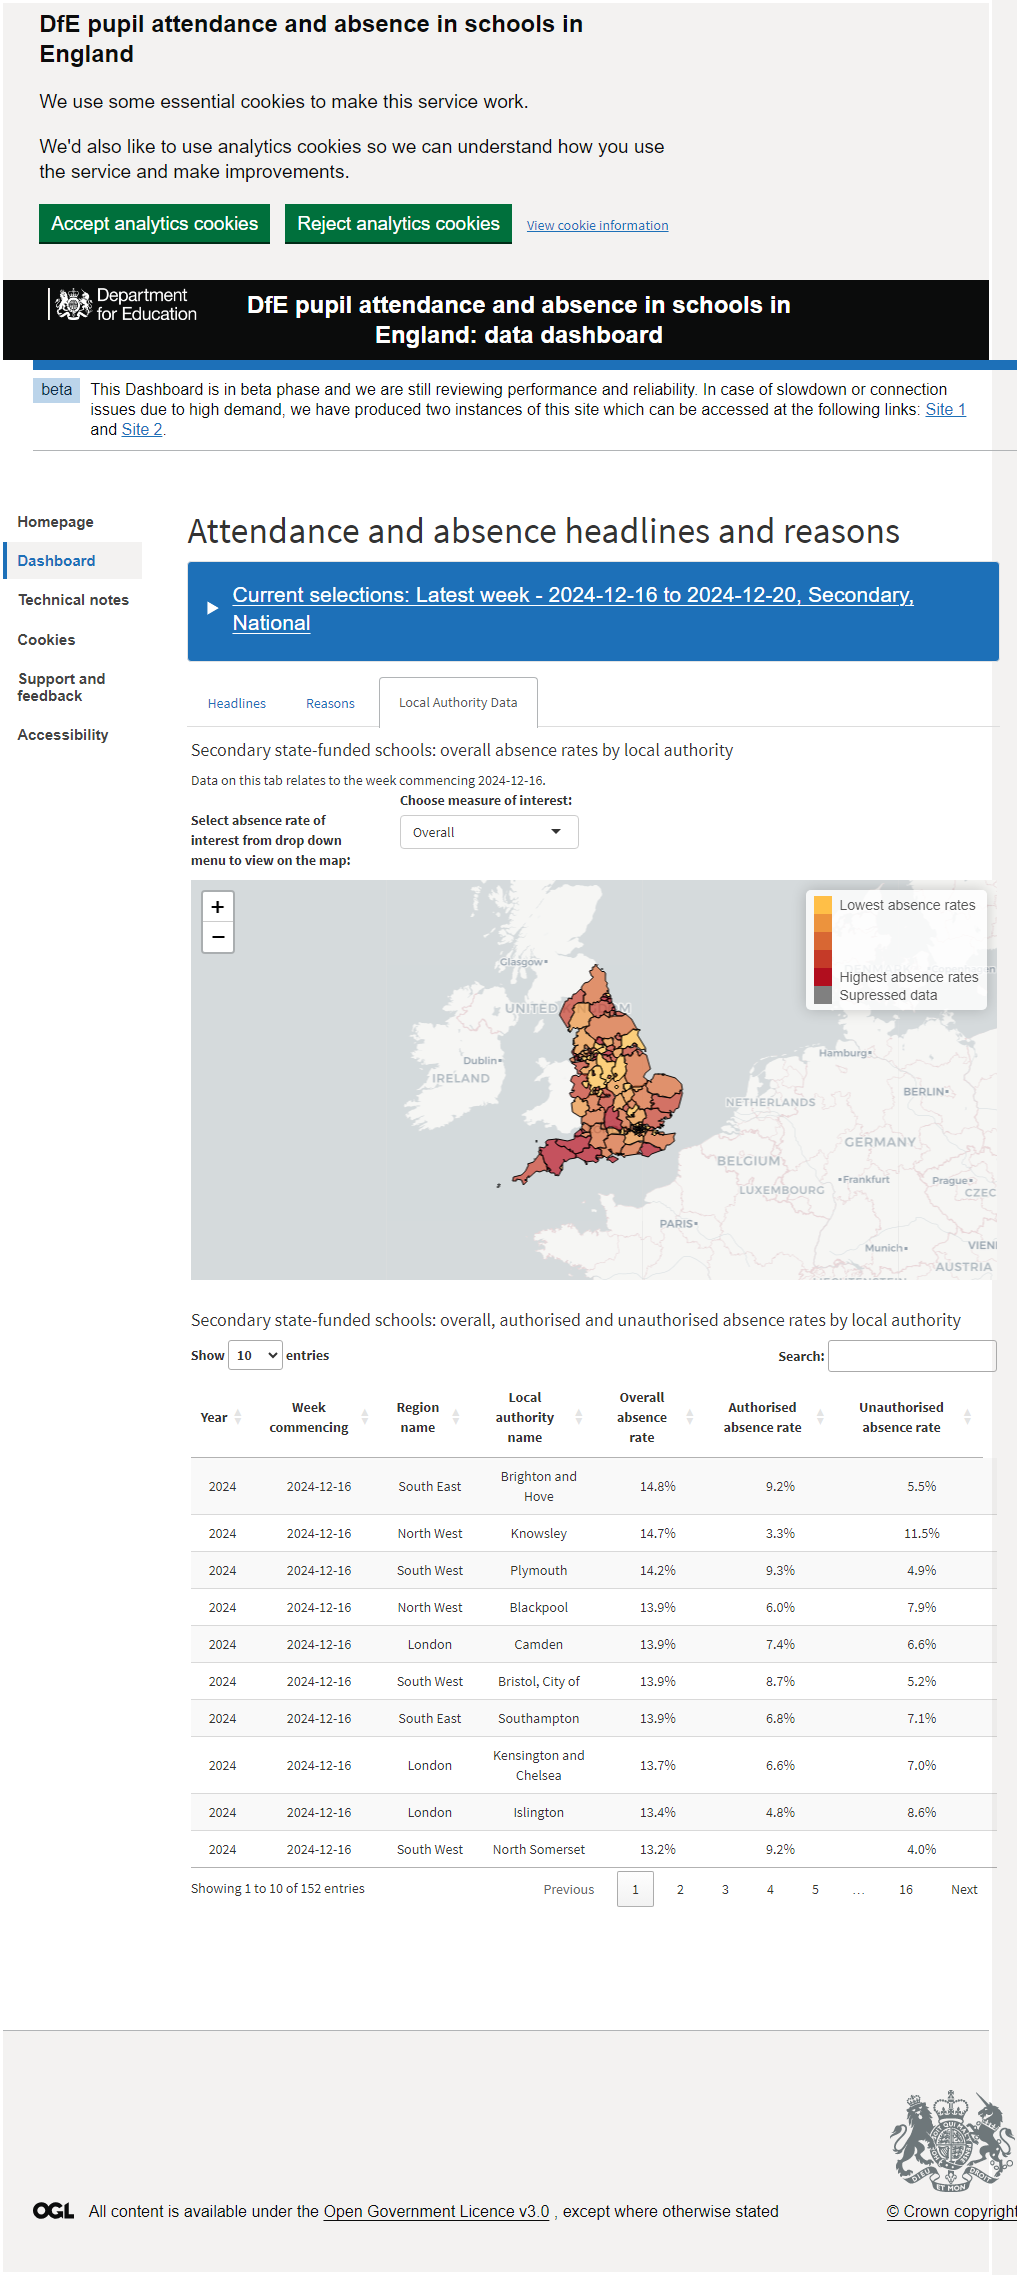 DfE pupil attendance and absence in schools in
England
We use some essential cookies to make this service work.
We'd also like to use analytics cookies so we can understand how you use
the service and make improvements.
Accept analytics cookies
Reject analytics cookies
View cookie information
Department
for Education
DfE pupil attendance and absence in schools in
England: data dashboard
beta
This Dashboard is in beta phase and we are still reviewing performance and reliability. In case of slowdown or connection
issues due to high demand, we have produced two instances of this site which can be accessed at the following links: Site 1
and Site 2.
Homepage
Dashboard
Technical notes
Cookies
Support and
feedback
Accessibility
Attendance and absence headlines and reasons
Current selections: Latest week - 2024-12-16 to 2024-12-20, Secondary,
National
Headlines
Reasons
Local Authority Data
Secondary state-funded schools: overall absence rates by local authority
Data on this tab relates to the week commencing 2024-12-16.
Select absence rate of
interest from drop down
menu to view on the map:
Choose measure of interest:
Overall
+
−
Lowest absence rates
Highest absence rates
Supressed data
Glasgow
UNITED
Dublin
IRELAND
Hamburg
BERLIN
NETHERLANDS
GERMANY
BELGIUM
Frankfurt
LUXEMBOURG
Prague
CZEC
PARIS
Munich
VIEN
AUSTRIA
Secondary state-funded schools: overall, authorised and unauthorised absence rates by local authority
Show 10 entries
Search:
Year Week commencing Region name Local authority name Overall absence rate Authorised absence rate Unauthorised absence rate
2024 2024-12-16 South East Brighton and Hove 14.8% 9.2% 5.5%
2024 2024-12-16 North West Knowsley 14.7% 3.3% 11.5%
2024 2024-12-16 South West Plymouth 14.2% 9.3% 4.9%
2024 2024-12-16 North West Blackpool 13.9% 6.0% 7.9%
2024 2024-12-16 London Camden 13.9% 7.4% 6.6%
2024 2024-12-16 South West Bristol, City of 13.9% 8.7% 5.2%
2024 2024-12-16 South East Southampton 13.9% 6.8% 7.1%
2024 2024-12-16 London Kensington and Chelsea 13.7% 6.6% 7.0%
2024 2024-12-16 London Islington 13.4% 4.8% 8.6%
2024 2024-12-16 South West North Somerset 13.2% 9.2% 4.0%
Showing 1 to 10 of 152 entries
Previous 1 2 3 4 5 … 16 Next
OGL All content is available under the Open Government Licence v3.0 , except where otherwise stated
© Crown copyright